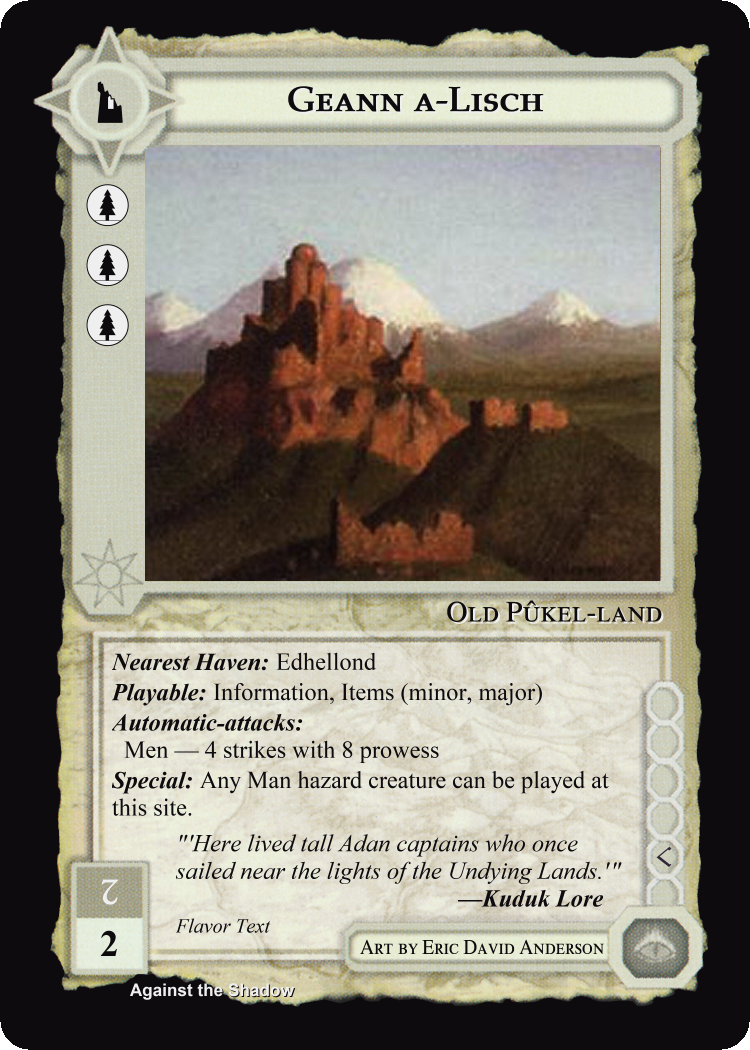 Geann a-Lisch
Old Pûkel-land
Nearest Haven: Edhellond
Playable: Information, Items (minor, major)
Automatic-attacks:
Men — 4 strikes with 8 prowess
Special: Any Man hazard creature can be played at
this site.
"'Here lived tall Adan captains who once
sailed near the lights of the Undying Lands.'"
—Kuduk Lore
Flavor Text
2
2
Art by Eric David Anderson
Against the Shadow